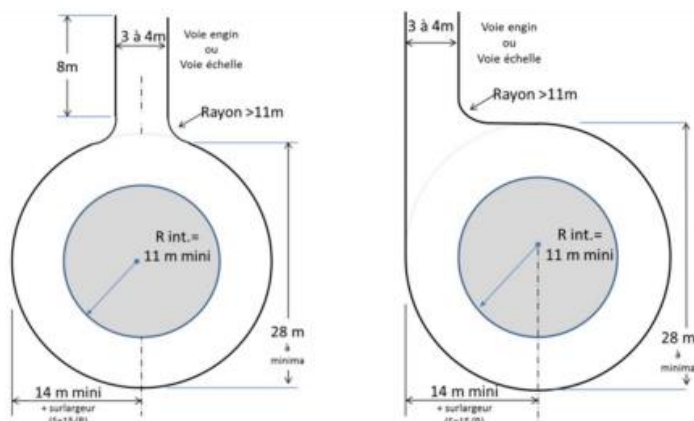 3 à 4m
Voie engin
ou
Voie échelle
8m
Rayon >11m
R int.=
11 m mini
28 m
à
minima
14 m mini
+ surlargeur
3 à 4m
Voie engin
ou
Voie échelle
Rayon >11m
R int.=
11 m mini
28 m
à
minima
14 m mini
+ surlargeur